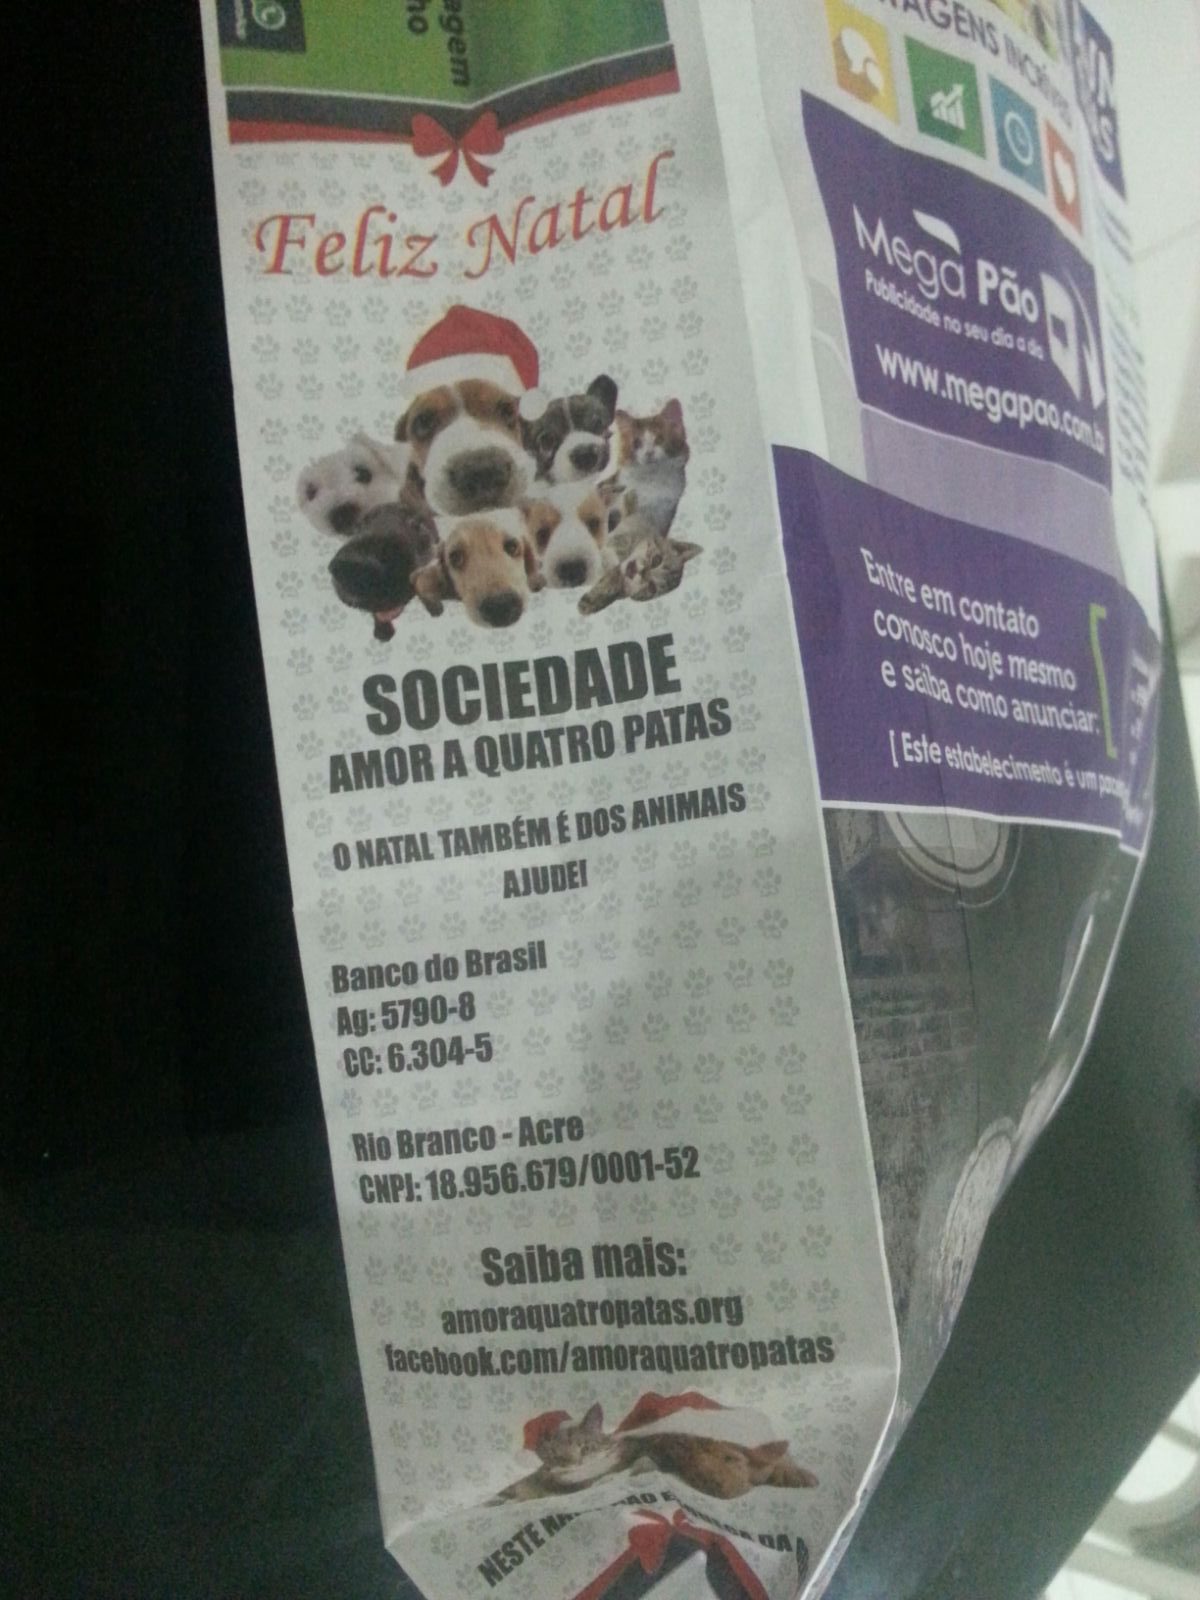 agem
ho
Feliz Natal
SOCIEDADE
AMOR A QUATRO PATAS
O NATAL TAMBÉM É DOS ANIMAIS
AJUDE!
Banco do Brasil
Ag: 5790-8
CC: 6.304-5
Rio Branco - Acre
CNPJ: 18.956.679/0001-52
Saiba mais:
amoraquatropatas.org
facebook.com/amoraquatropatas
NESTE
Mega Pão
Publicidade no seu dia a dia
www.megapao.com.br
Entre em contato
conosco hoje mesmo
e saiba como anunciar:
[ Este estabelecimento é um